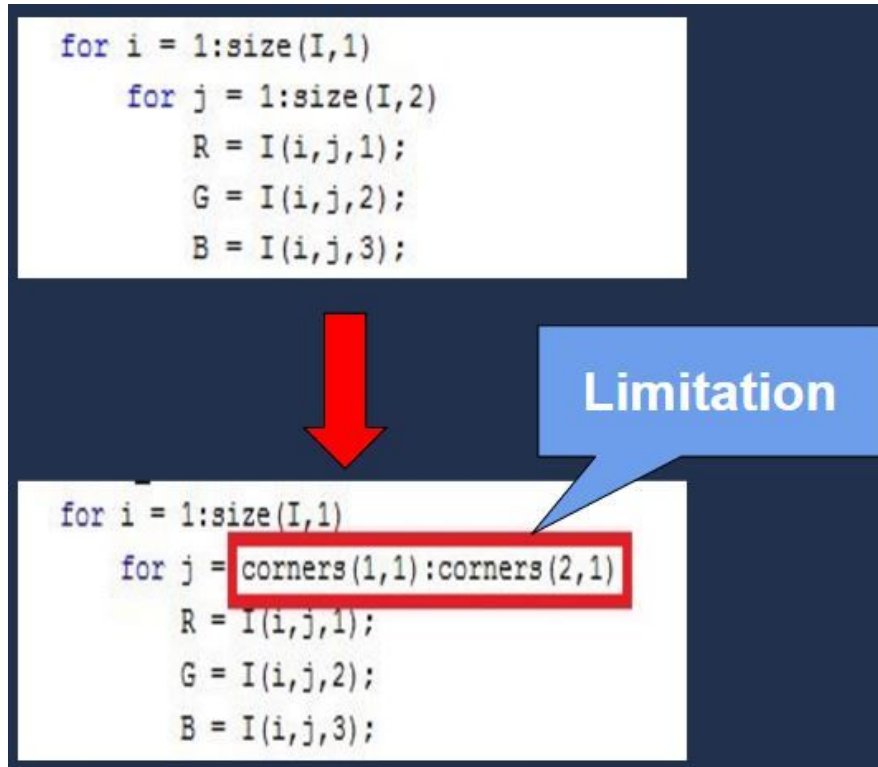 for i = 1:size(I,1)
for j = 1:size(I,2)
R = I(i,j,1);
G = I(i,j,2);
B = I(i,j,3);
Limitation
for i = 1:size(I,1)
for j = corners(1,1):corners(2,1)
R = I(i,j,1);
G = I(i,j,2);
B = I(i,j,3);